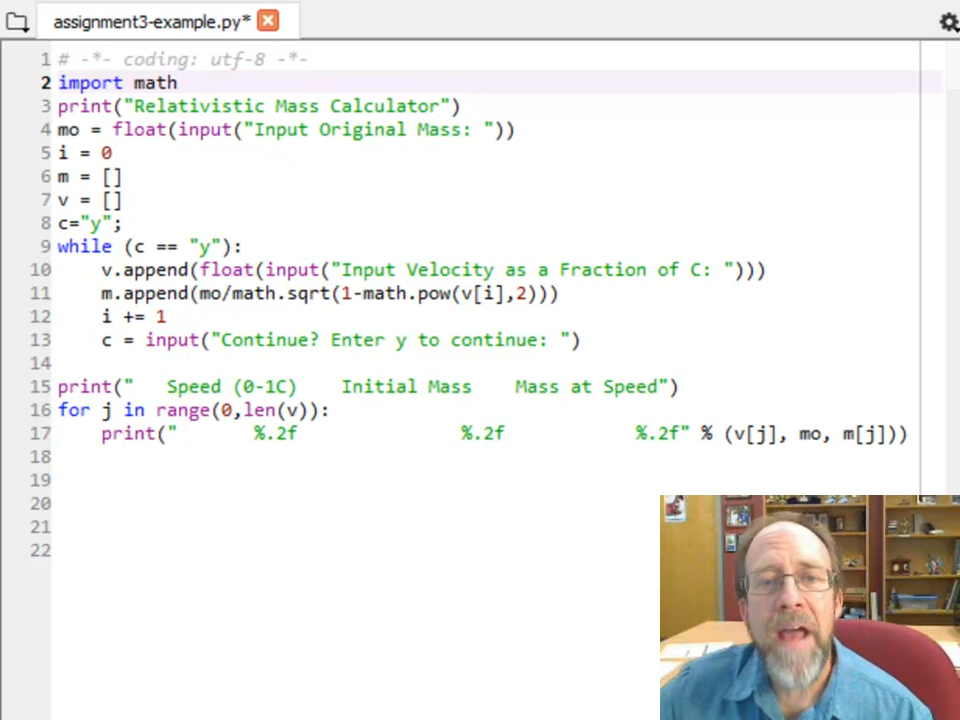 assignment3-example.py*
1 # -*- coding: utf-8 -*-
2 import math
3 print("Relativistic Mass Calculator")
4 mo = float(input("Input Original Mass: "))
5 i = 0
6 m = []
7 v = []
8 c="y";
9 while (c == "y"):
10     v.append(float(input("Input Velocity as a Fraction of C: ")))
11     m.append(mo/math.sqrt(1-math.pow(v[i],2)))
12     i += 1
13     c = input("Continue? Enter y to continue: ")
14
15 print("   Speed (0-1C)    Initial Mass    Mass at Speed")
16 for j in range(0,len(v)):
17     print("       %.2f               %.2f            %.2f" % (v[j], mo, m[j]))
18
19
20
21
22